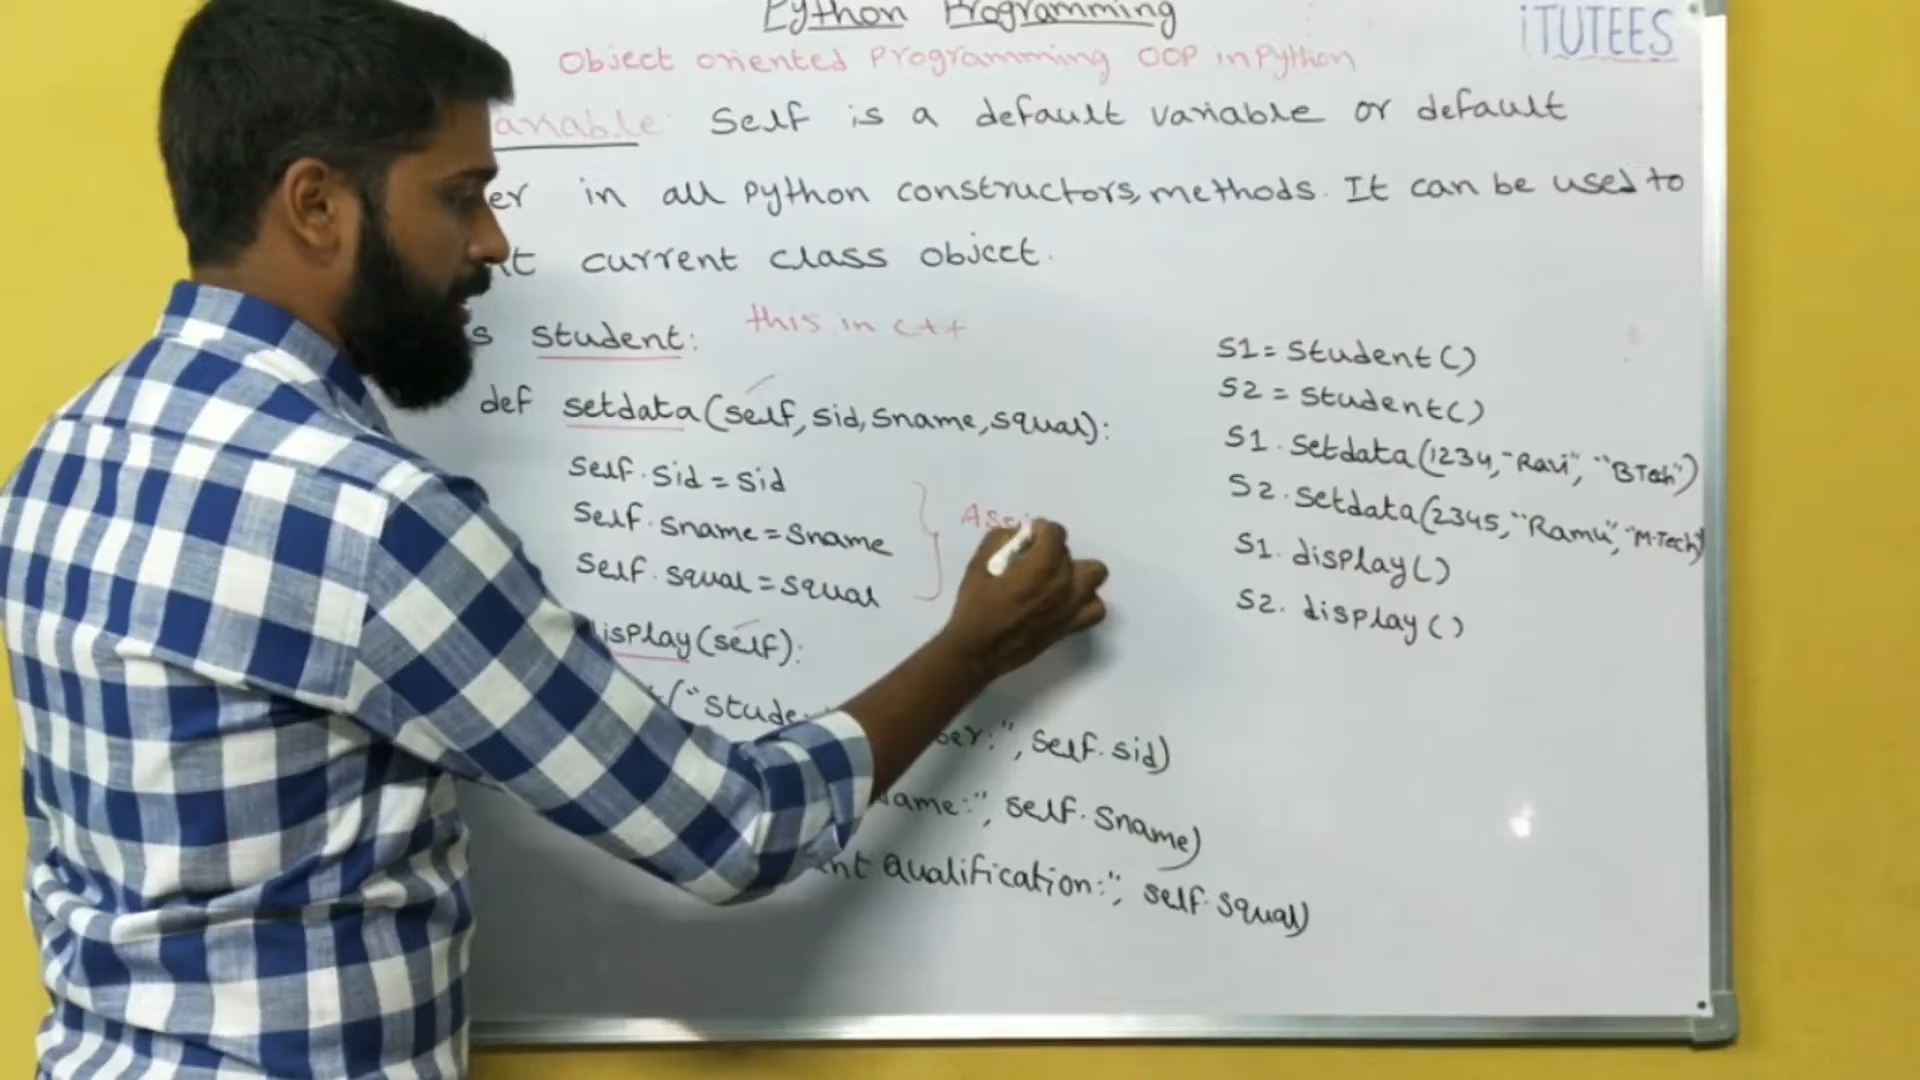 Python Programming
iTUTEES
Object oriented Programming OOP in Python
Variable: Self is a default variable or default
in all python constructors, methods. It can be used to
current class object.
this in C++
student:
def setdata(self, sid, sname, squal):
self.sid = sid
self.sname = sname
self.squal = squal
display(self):
self.sid)
self.sname)
Qualification:", self.squal)
S1 = student()
S2 = student()
S1.setdata(1234, "Ravi", "BTech")
S2.setdata(2345, "Ramu", "M.Tech")
S1.display()
S2.display()